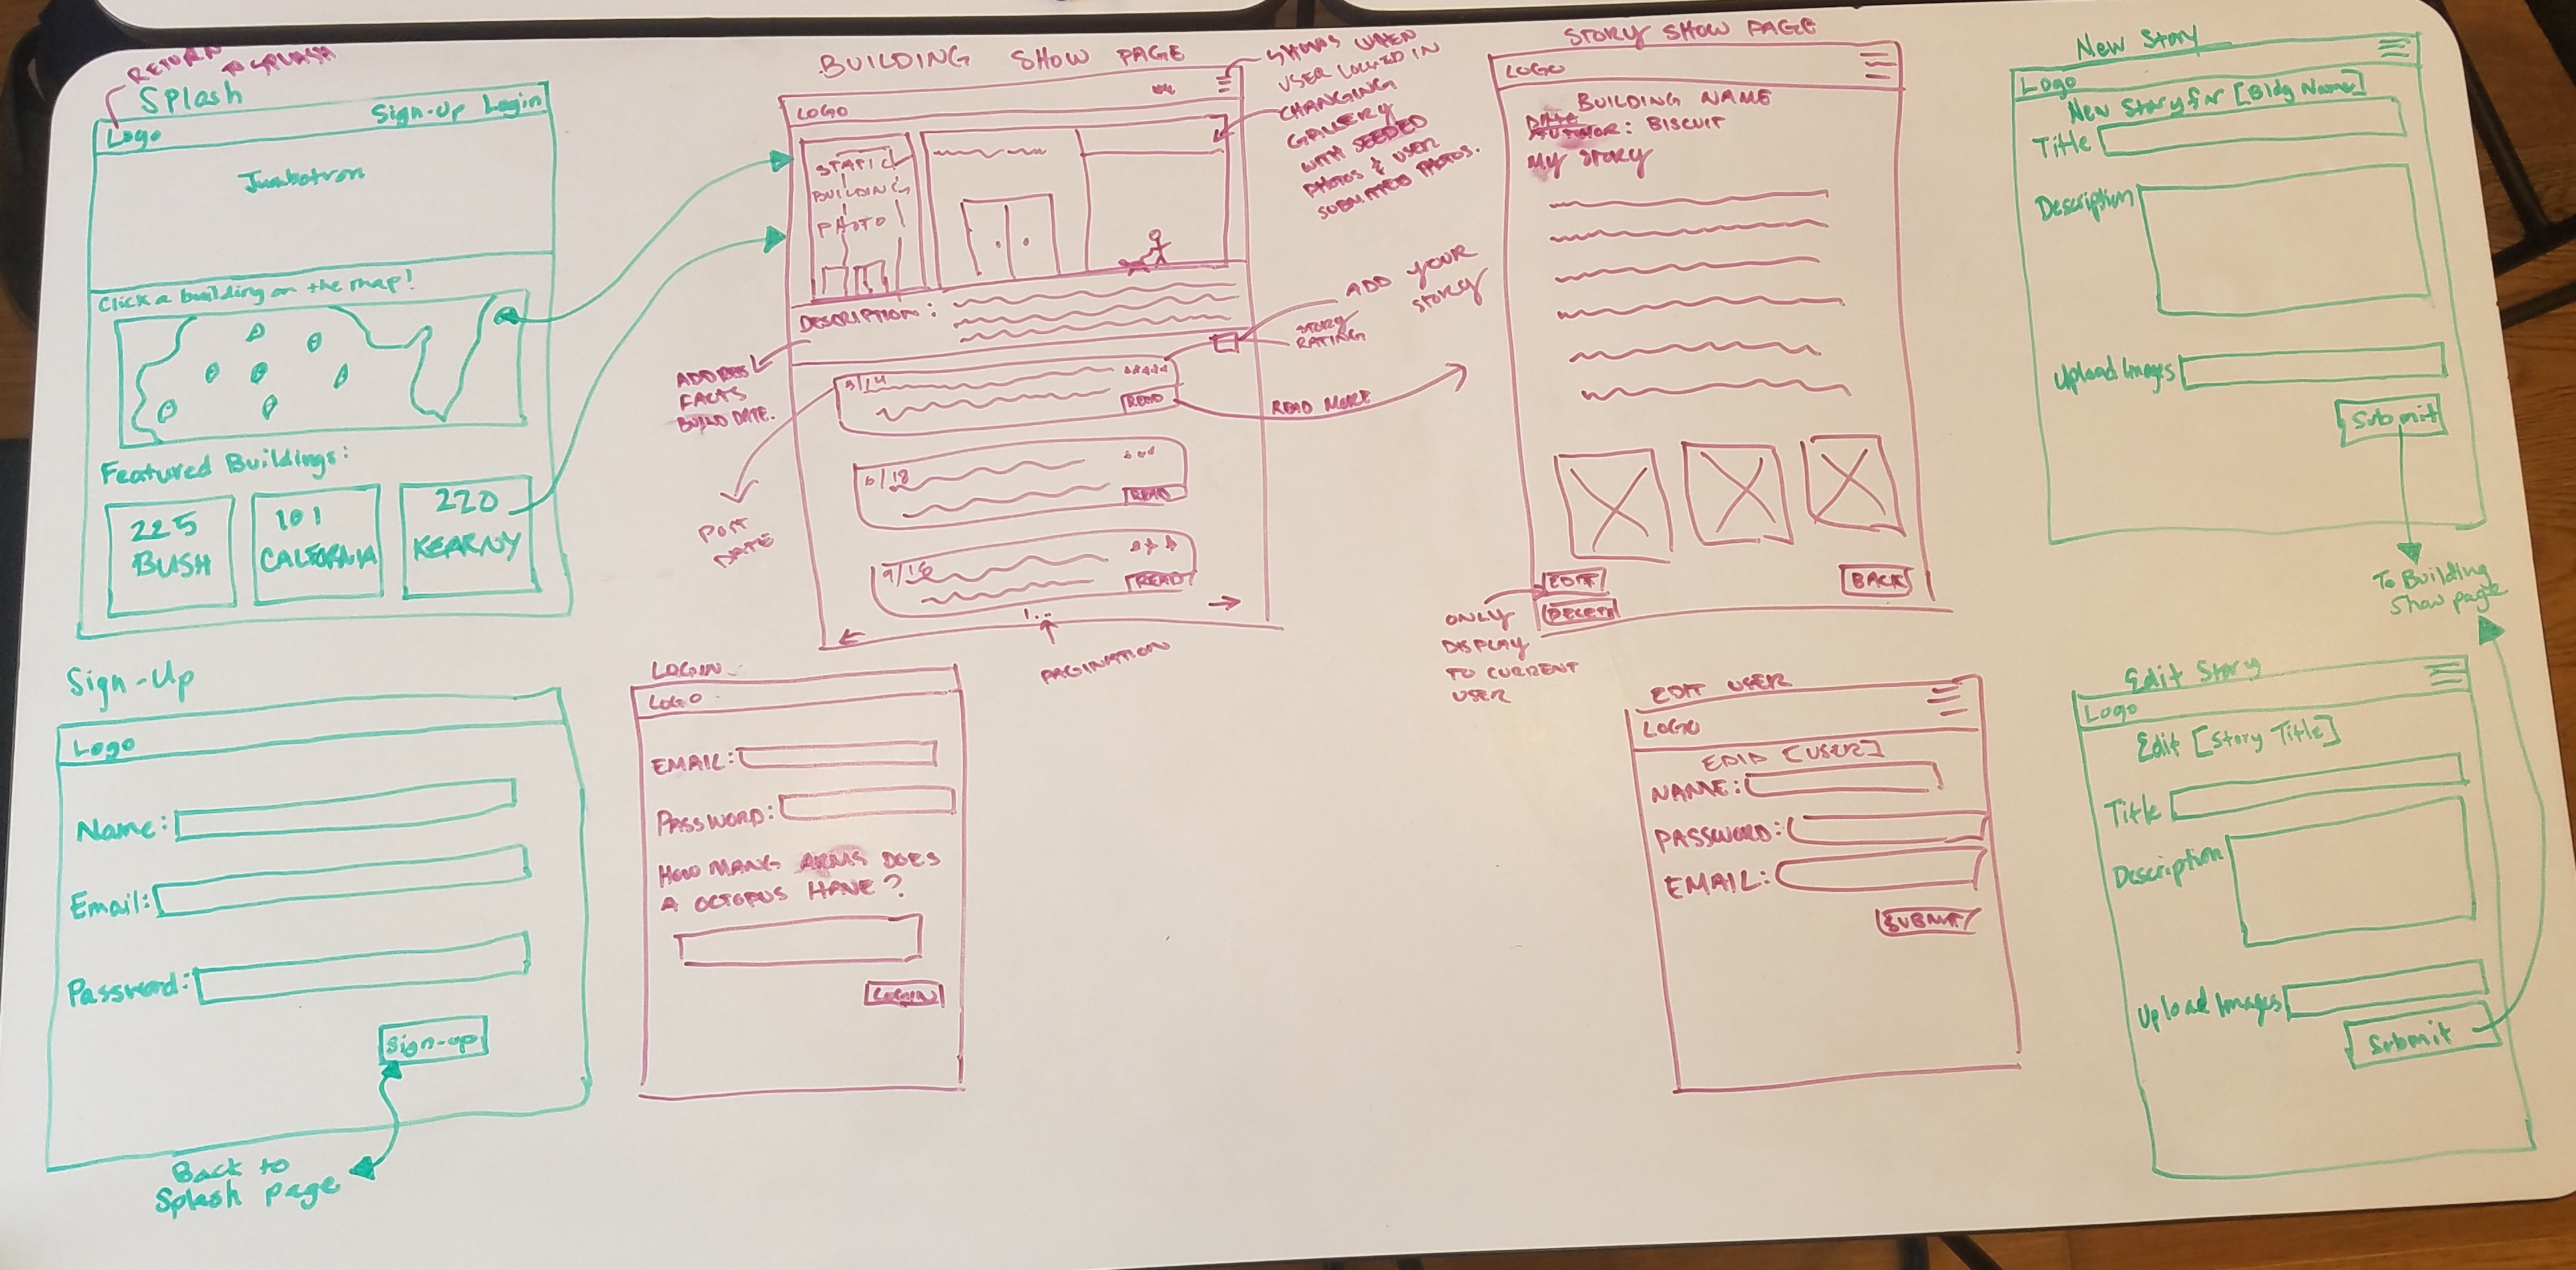 RETURN
TO SPLASH
Splash
Sign-Up Login
Logo
Jumbotron
Click a building on the map!
Featured Buildings:
225
BUSH
101
CALIFORNIA
220
KEARNY
BUILDING SHOW PAGE
LOGO
SHOWS WHEN
USER LOGGED IN
CHANGING
GALLERY
WITH SEEDED
PHOTOS & USER
SUBMITTED PHOTOS.
STATIC
BUILDING
PHOTO
DESCRIPTION:
ADD YOUR
STORY
STORY
RATING
ADDRESS
FACTS
BUILD DATE.
READ
READ MORE
6/18
READ
POST
DATE
9/16
READ
1...
PAGINATION
STORY SHOW PAGE
LOGO
BUILDING NAME
DATE
AUTHOR: BISCUIT
MY STORY
EDIT
BACK
DELETE
ONLY
DISPLAY
TO CURRENT
USER
New Story
Logo
New Story for [Bldg Name]
Title
Description
Upload Images
Submit
To Building
Show page
Sign-Up
Logo
Name:
Email:
Password:
Sign-up
Back to
Splash page
LOGIN
LOGO
EMAIL:
PASSWORD:
HOW MANY ARMS DOES
A OCTOPUS HAVE?
LOGIN
EDIT USER
LOGO
EDIT [USER]
NAME:
PASSWORD:
EMAIL:
SUBMIT
Edit Story
Logo
Edit [Story Title]
Title
Description
Upload Images
Submit